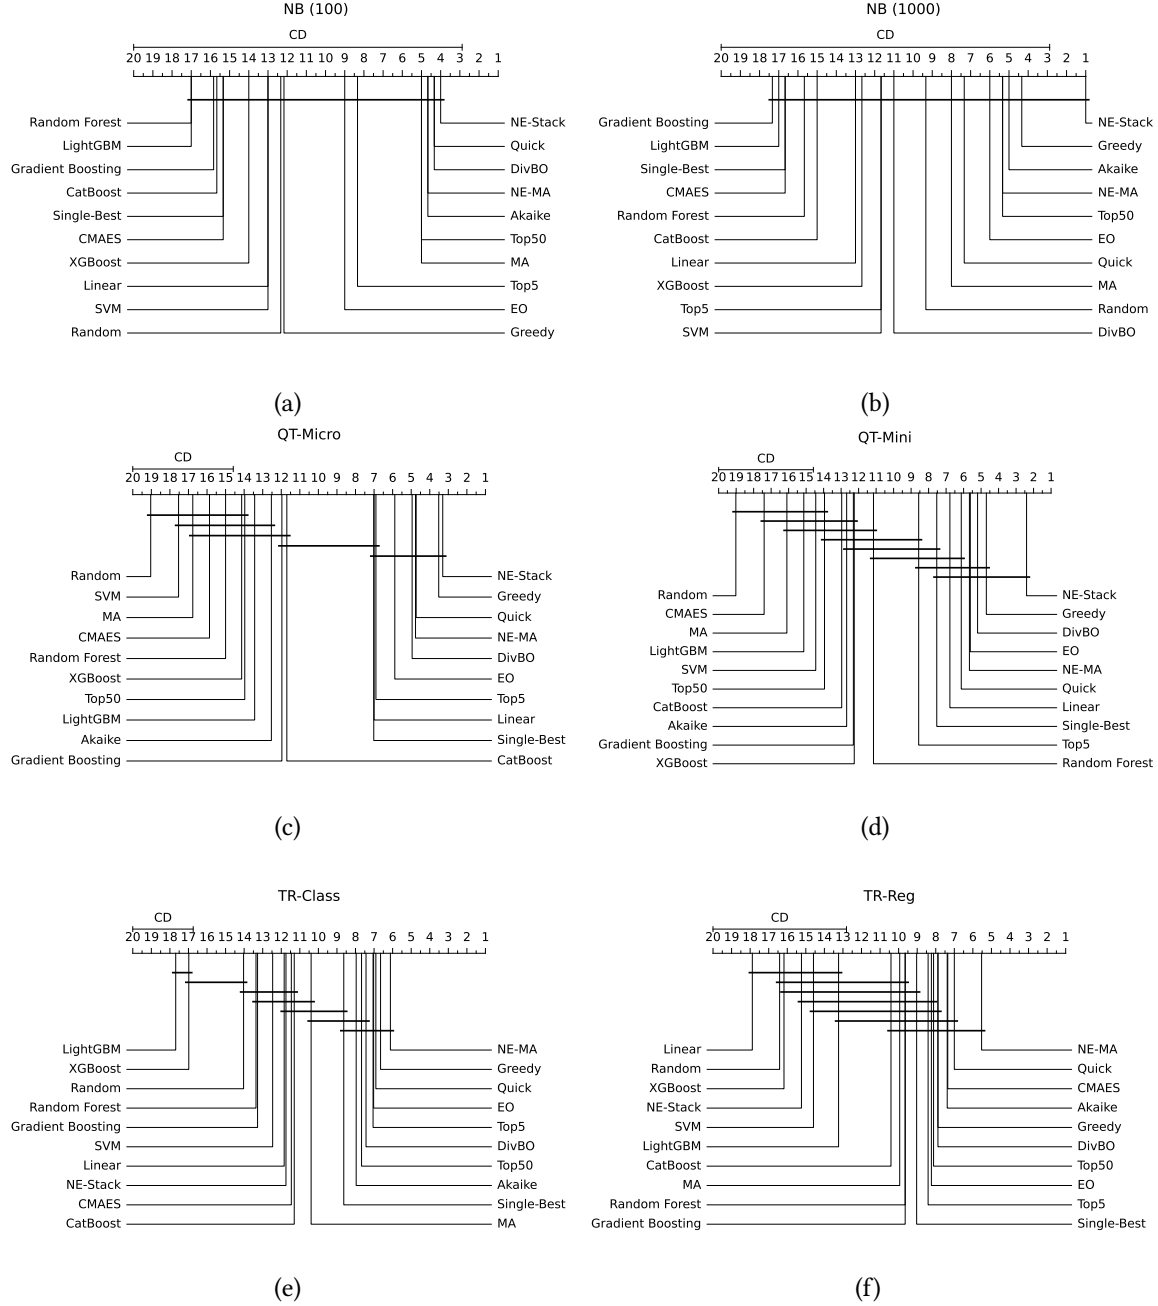 NB (100)
CD
20 19 18 17 16 15 14 13 12 11 10 9 8 7 6 5 4 3 2 1
Random Forest
LightGBM
Gradient Boosting
CatBoost
Single-Best
CMAES
XGBoost
Linear
SVM
Random
NE-Stack
Quick
DivBO
NE-MA
Akaike
Top50
MA
Top5
EO
Greedy
(a)
NB (1000)
CD
20 19 18 17 16 15 14 13 12 11 10 9 8 7 6 5 4 3 2 1
Gradient Boosting
LightGBM
Single-Best
CMAES
Random Forest
CatBoost
Linear
XGBoost
Top5
SVM
NE-Stack
Greedy
Akaike
NE-MA
Top50
EO
Quick
MA
Random
DivBO
(b)
QT-Micro
CD
20 19 18 17 16 15 14 13 12 11 10 9 8 7 6 5 4 3 2 1
Random
SVM
MA
CMAES
Random Forest
XGBoost
Top50
LightGBM
Akaike
Gradient Boosting
NE-Stack
Greedy
Quick
NE-MA
DivBO
EO
Top5
Linear
Single-Best
CatBoost
(c)
QT-Mini
CD
20 19 18 17 16 15 14 13 12 11 10 9 8 7 6 5 4 3 2 1
Random
CMAES
MA
LightGBM
SVM
Top50
CatBoost
Akaike
Gradient Boosting
XGBoost
NE-Stack
Greedy
DivBO
EO
NE-MA
Quick
Linear
Single-Best
Top5
Random Forest
(d)
TR-Class
CD
20 19 18 17 16 15 14 13 12 11 10 9 8 7 6 5 4 3 2 1
LightGBM
XGBoost
Random
Random Forest
Gradient Boosting
SVM
Linear
NE-Stack
CMAES
CatBoost
NE-MA
Greedy
Quick
EO
Top5
DivBO
Top50
Akaike
Single-Best
MA
(e)
TR-Reg
CD
20 19 18 17 16 15 14 13 12 11 10 9 8 7 6 5 4 3 2 1
Linear
Random
XGBoost
NE-Stack
SVM
LightGBM
CatBoost
MA
Random Forest
Gradient Boosting
NE-MA
Quick
CMAES
Akaike
Greedy
DivBO
Top50
EO
Top5
Single-Best
(f)